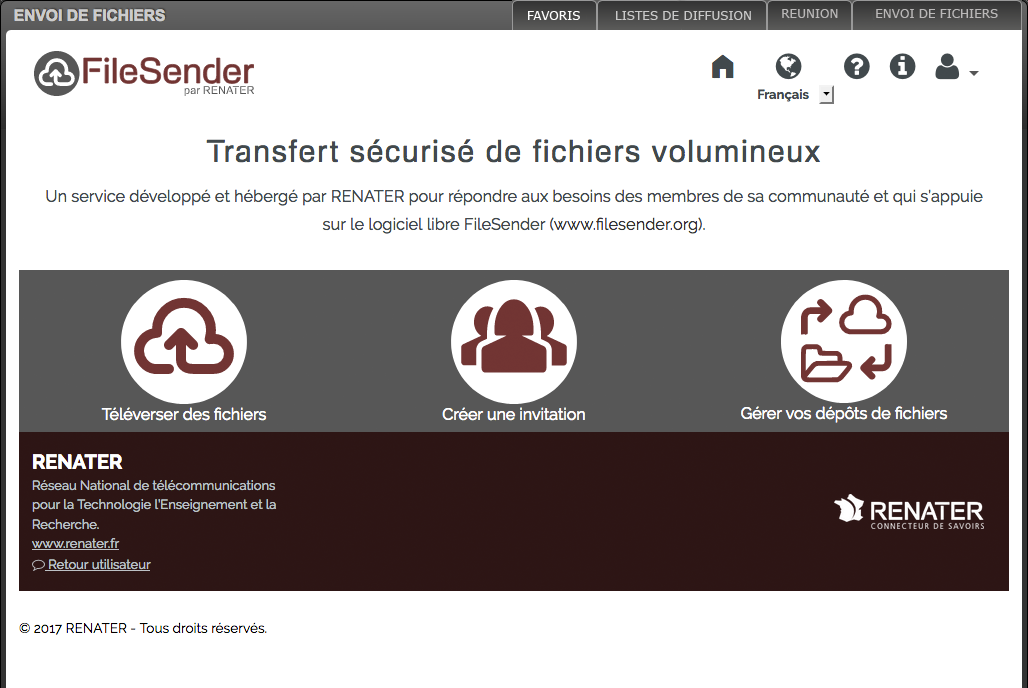 ENVOI DE FICHIERS
FAVORIS
LISTES DE DIFFUSION
REUNION
ENVOI DE FICHIERS
FileSender
par RENATER
Français
Transfert sécurisé de fichiers volumineux
Un service développé et hébergé par RENATER pour répondre aux besoins des membres de sa communauté et qui s'appuie
sur le logiciel libre FileSender (www.filesender.org).
Téléverser des fichiers
Créer une invitation
Gérer vos dépôts de fichiers
RENATER
Réseau National de télécommunications
pour la Technologie l'Enseignement et la
Recherche.
www.renater.fr
Retour utilisateur
RENATER
CONNECTEUR DE SAVOIRS
© 2017 RENATER - Tous droits réservés.